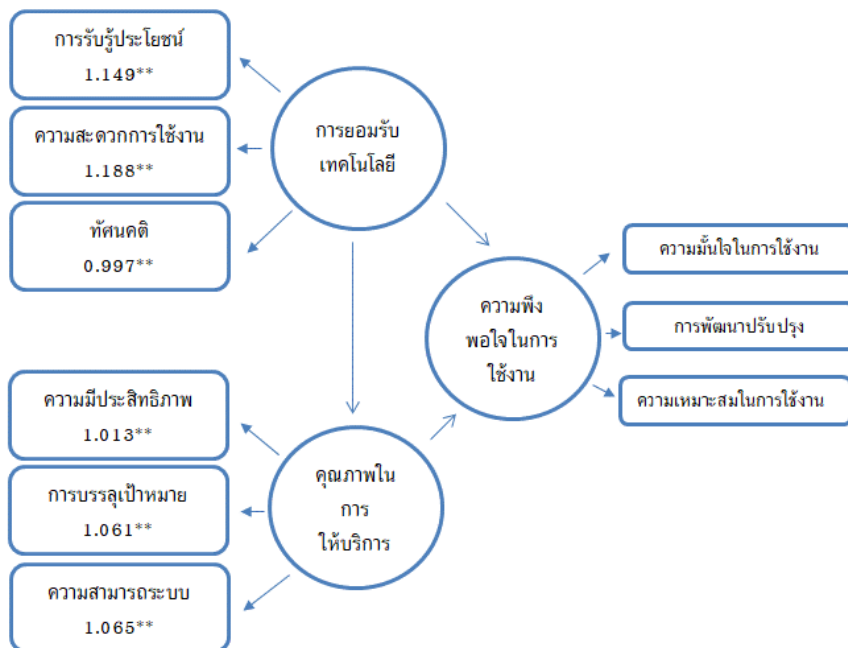 การรับรู้ประโยชน์
1.149**
ความสะดวกการใช้งาน
1.188**
ทัศนคติ
0.997**
การยอมรับ
เทคโนโลยี
ความพึง
พอใจในการ
ใช้งาน
ความมั้นใจในการใช้งาน
การพัฒนาปรับปรุง
ความเหมาะสมในการใช้งาน
ความมีประสิทธิภาพ
1.013**
การบรรลุเป้าหมาย
1.061**
ความสามารถระบบ
1.065**
คุณภาพใน
การ
ให้บริการ